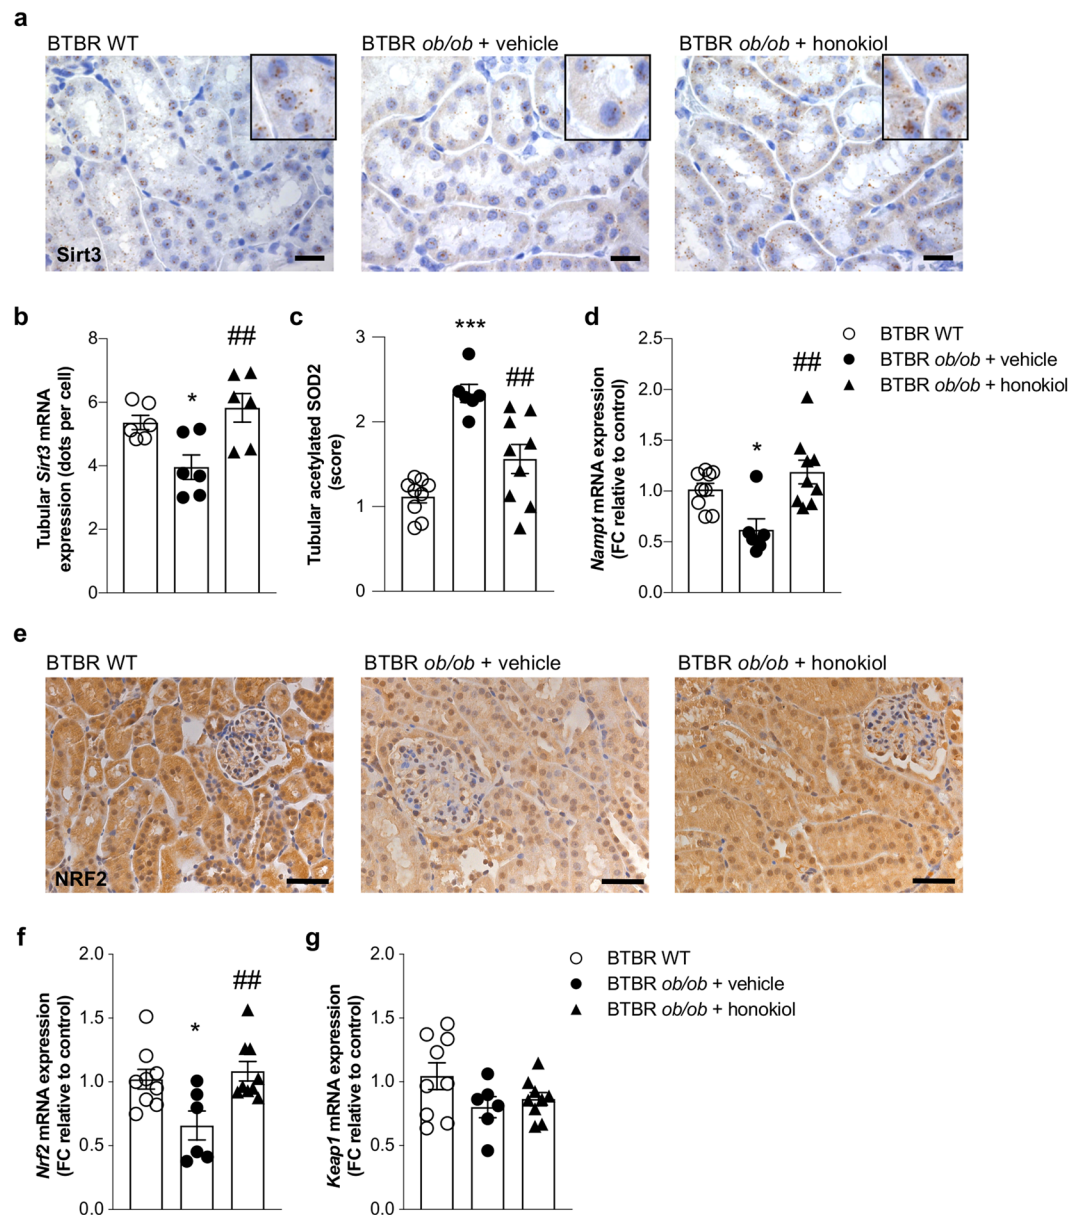 a
BTBR WT
BTBR ob/ob + vehicle
BTBR ob/ob + honokiol
Sirt3
b
Tubular Sirt3 mRNA
expression (dots per cell)
8
6
4
2
0
*
##
c
Tubular acetylated SOD2
(score)
3
2
1
0
***
##
d
Nampt mRNA expression
(FC relative to control)
2.5
2.0
1.5
1.0
0.5
0.0
*
##
BTBR WT
BTBR ob/ob + vehicle
BTBR ob/ob + honokiol
e
BTBR WT
BTBR ob/ob + vehicle
BTBR ob/ob + honokiol
NRF2
f
Nrf2 mRNA expression
(FC relative to control)
2.0
1.5
1.0
0.5
0.0
*
##
g
Keap1 mRNA expression
(FC relative to control)
2.0
1.5
1.0
0.5
0.0
BTBR WT
BTBR ob/ob + vehicle
BTBR ob/ob + honokiol